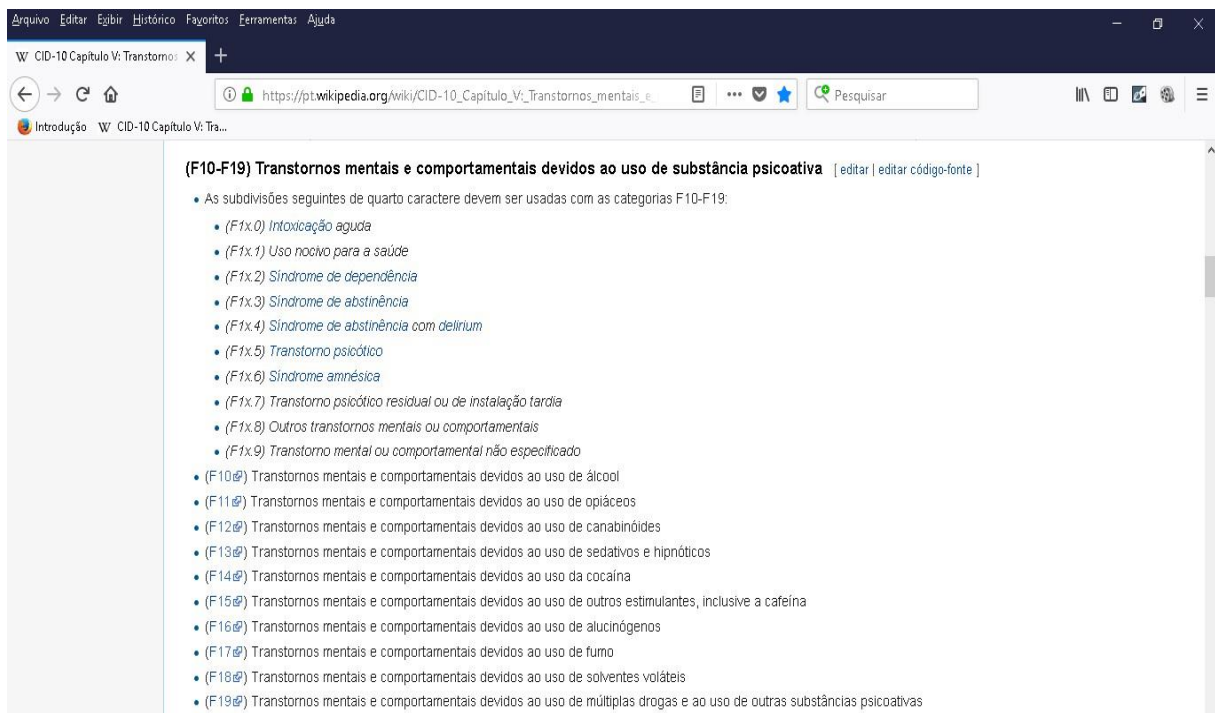 Arquivo Editar Exibir Histórico Favoritos Ferramentas Ajuda
W CID-10 Capítulo V: Transtornos
https://pt.wikipedia.org/wiki/CID-10_Capítulo_V:_Transtornos_mentais_e_
Pesquisar
Introdução W CID-10 Capítulo V: Tra...
(F10-F19) Transtornos mentais e comportamentais devidos ao uso de substância psicoativa [ editar | editar código-fonte ]
• As subdivisões seguintes de quarto caractere devem ser usadas com as categorias F10-F19:
• (F1x.0) Intoxicação aguda
• (F1x.1) Uso nocivo para a saúde
• (F1x.2) Síndrome de dependência
• (F1x.3) Síndrome de abstinência
• (F1x.4) Síndrome de abstinência com delirium
• (F1x.5) Transtorno psicótico
• (F1x.6) Síndrome amnésica
• (F1x.7) Transtorno psicótico residual ou de instalação tardia
• (F1x.8) Outros transtornos mentais ou comportamentais
• (F1x.9) Transtorno mental ou comportamental não especificado
• (F10) Transtornos mentais e comportamentais devidos ao uso de álcool
• (F11) Transtornos mentais e comportamentais devidos ao uso de opiáceos
• (F12) Transtornos mentais e comportamentais devidos ao uso de canabinóides
• (F13) Transtornos mentais e comportamentais devidos ao uso de sedativos e hipnóticos
• (F14) Transtornos mentais e comportamentais devidos ao uso da cocaína
• (F15) Transtornos mentais e comportamentais devidos ao uso de outros estimulantes, inclusive a cafeína
• (F16) Transtornos mentais e comportamentais devidos ao uso de alucinógenos
• (F17) Transtornos mentais e comportamentais devidos ao uso de fumo
• (F18) Transtornos mentais e comportamentais devidos ao uso de solventes voláteis
• (F19) Transtornos mentais e comportamentais devidos ao uso de múltiplas drogas e ao uso de outras substâncias psicoativas